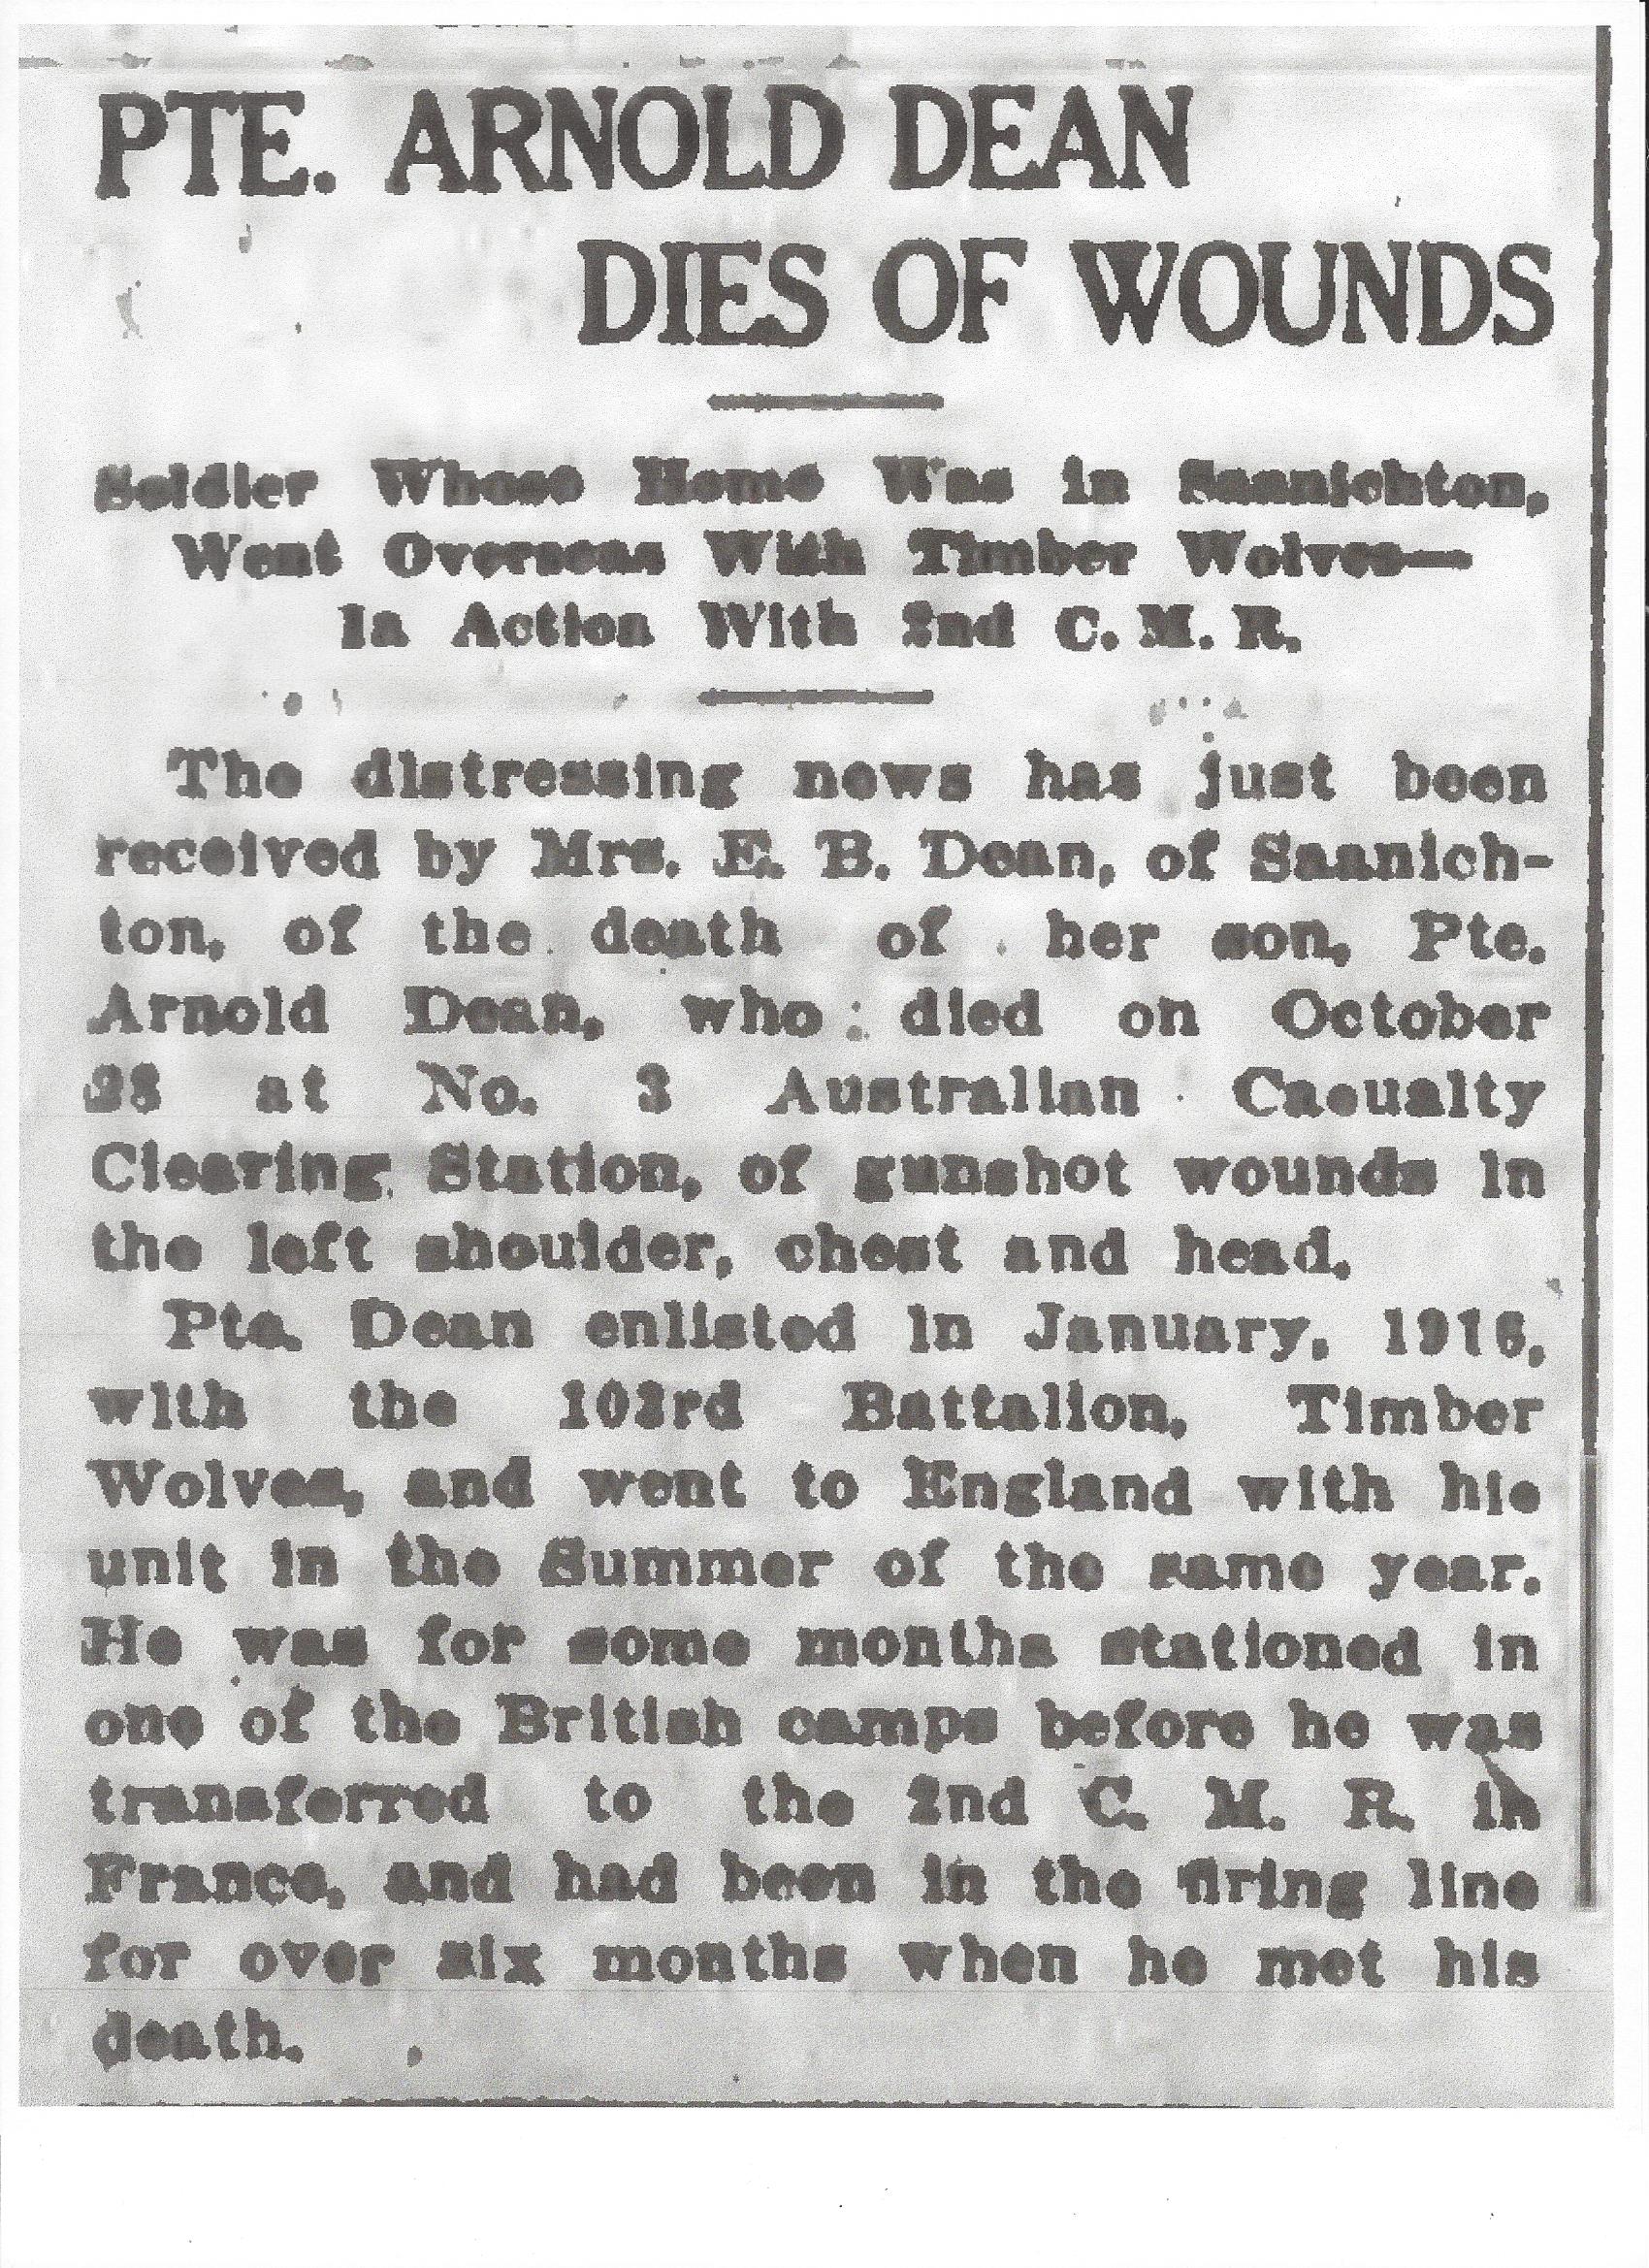 PTE. ARNOLD DEAN
DIES OF WOUNDS
Soldier Whose Home Was in Saanichton,
Went Overseas With Timber Wolves—
In Action With 2nd C. M. R.
The distressing news has just been
received by Mrs. E. B. Dean, of Saanich-
ton, of the death of her son, Pte.
Arnold Dean, who died on October
28 at No. 3 Australian Casualty
Clearing Station, of gunshot wounds in
the left shoulder, chest and head.
Pte. Dean enlisted in January, 1916,
with the 103rd Battalion, Timber
Wolves, and went to England with his
unit in the Summer of the same year.
He was for some months stationed in
one of the British camps before he was
transferred to the 2nd C. M. R. in
France, and had been in the firing line
for over six months when he met his
death.